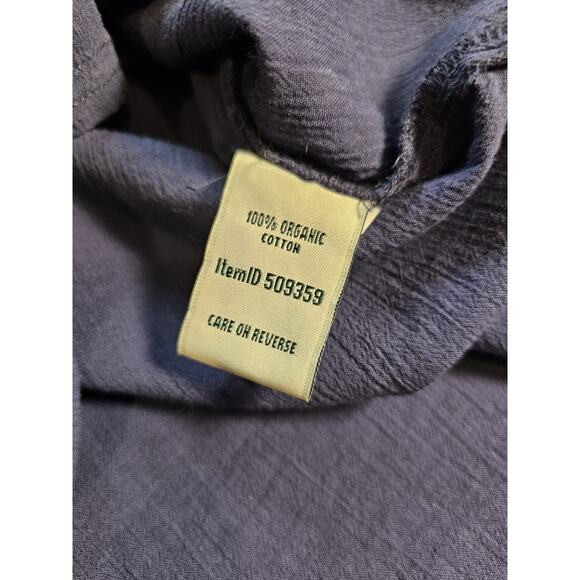 100% ORGANIC
COTTON
ItemID 509359
CARE ON REVERSE